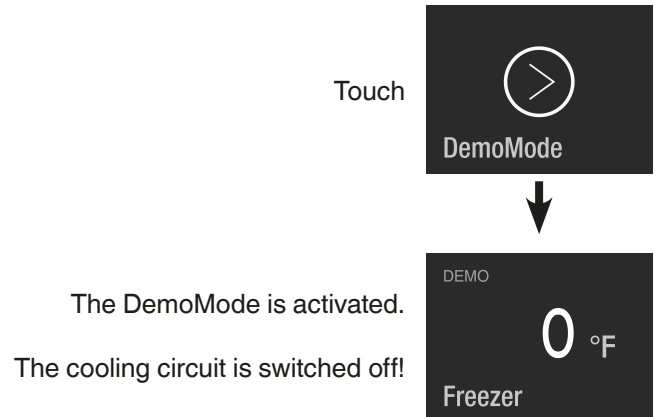 Touch
DemoMode
DEMO
The DemoMode is activated.
0 °F
The cooling circuit is switched off!
Freezer